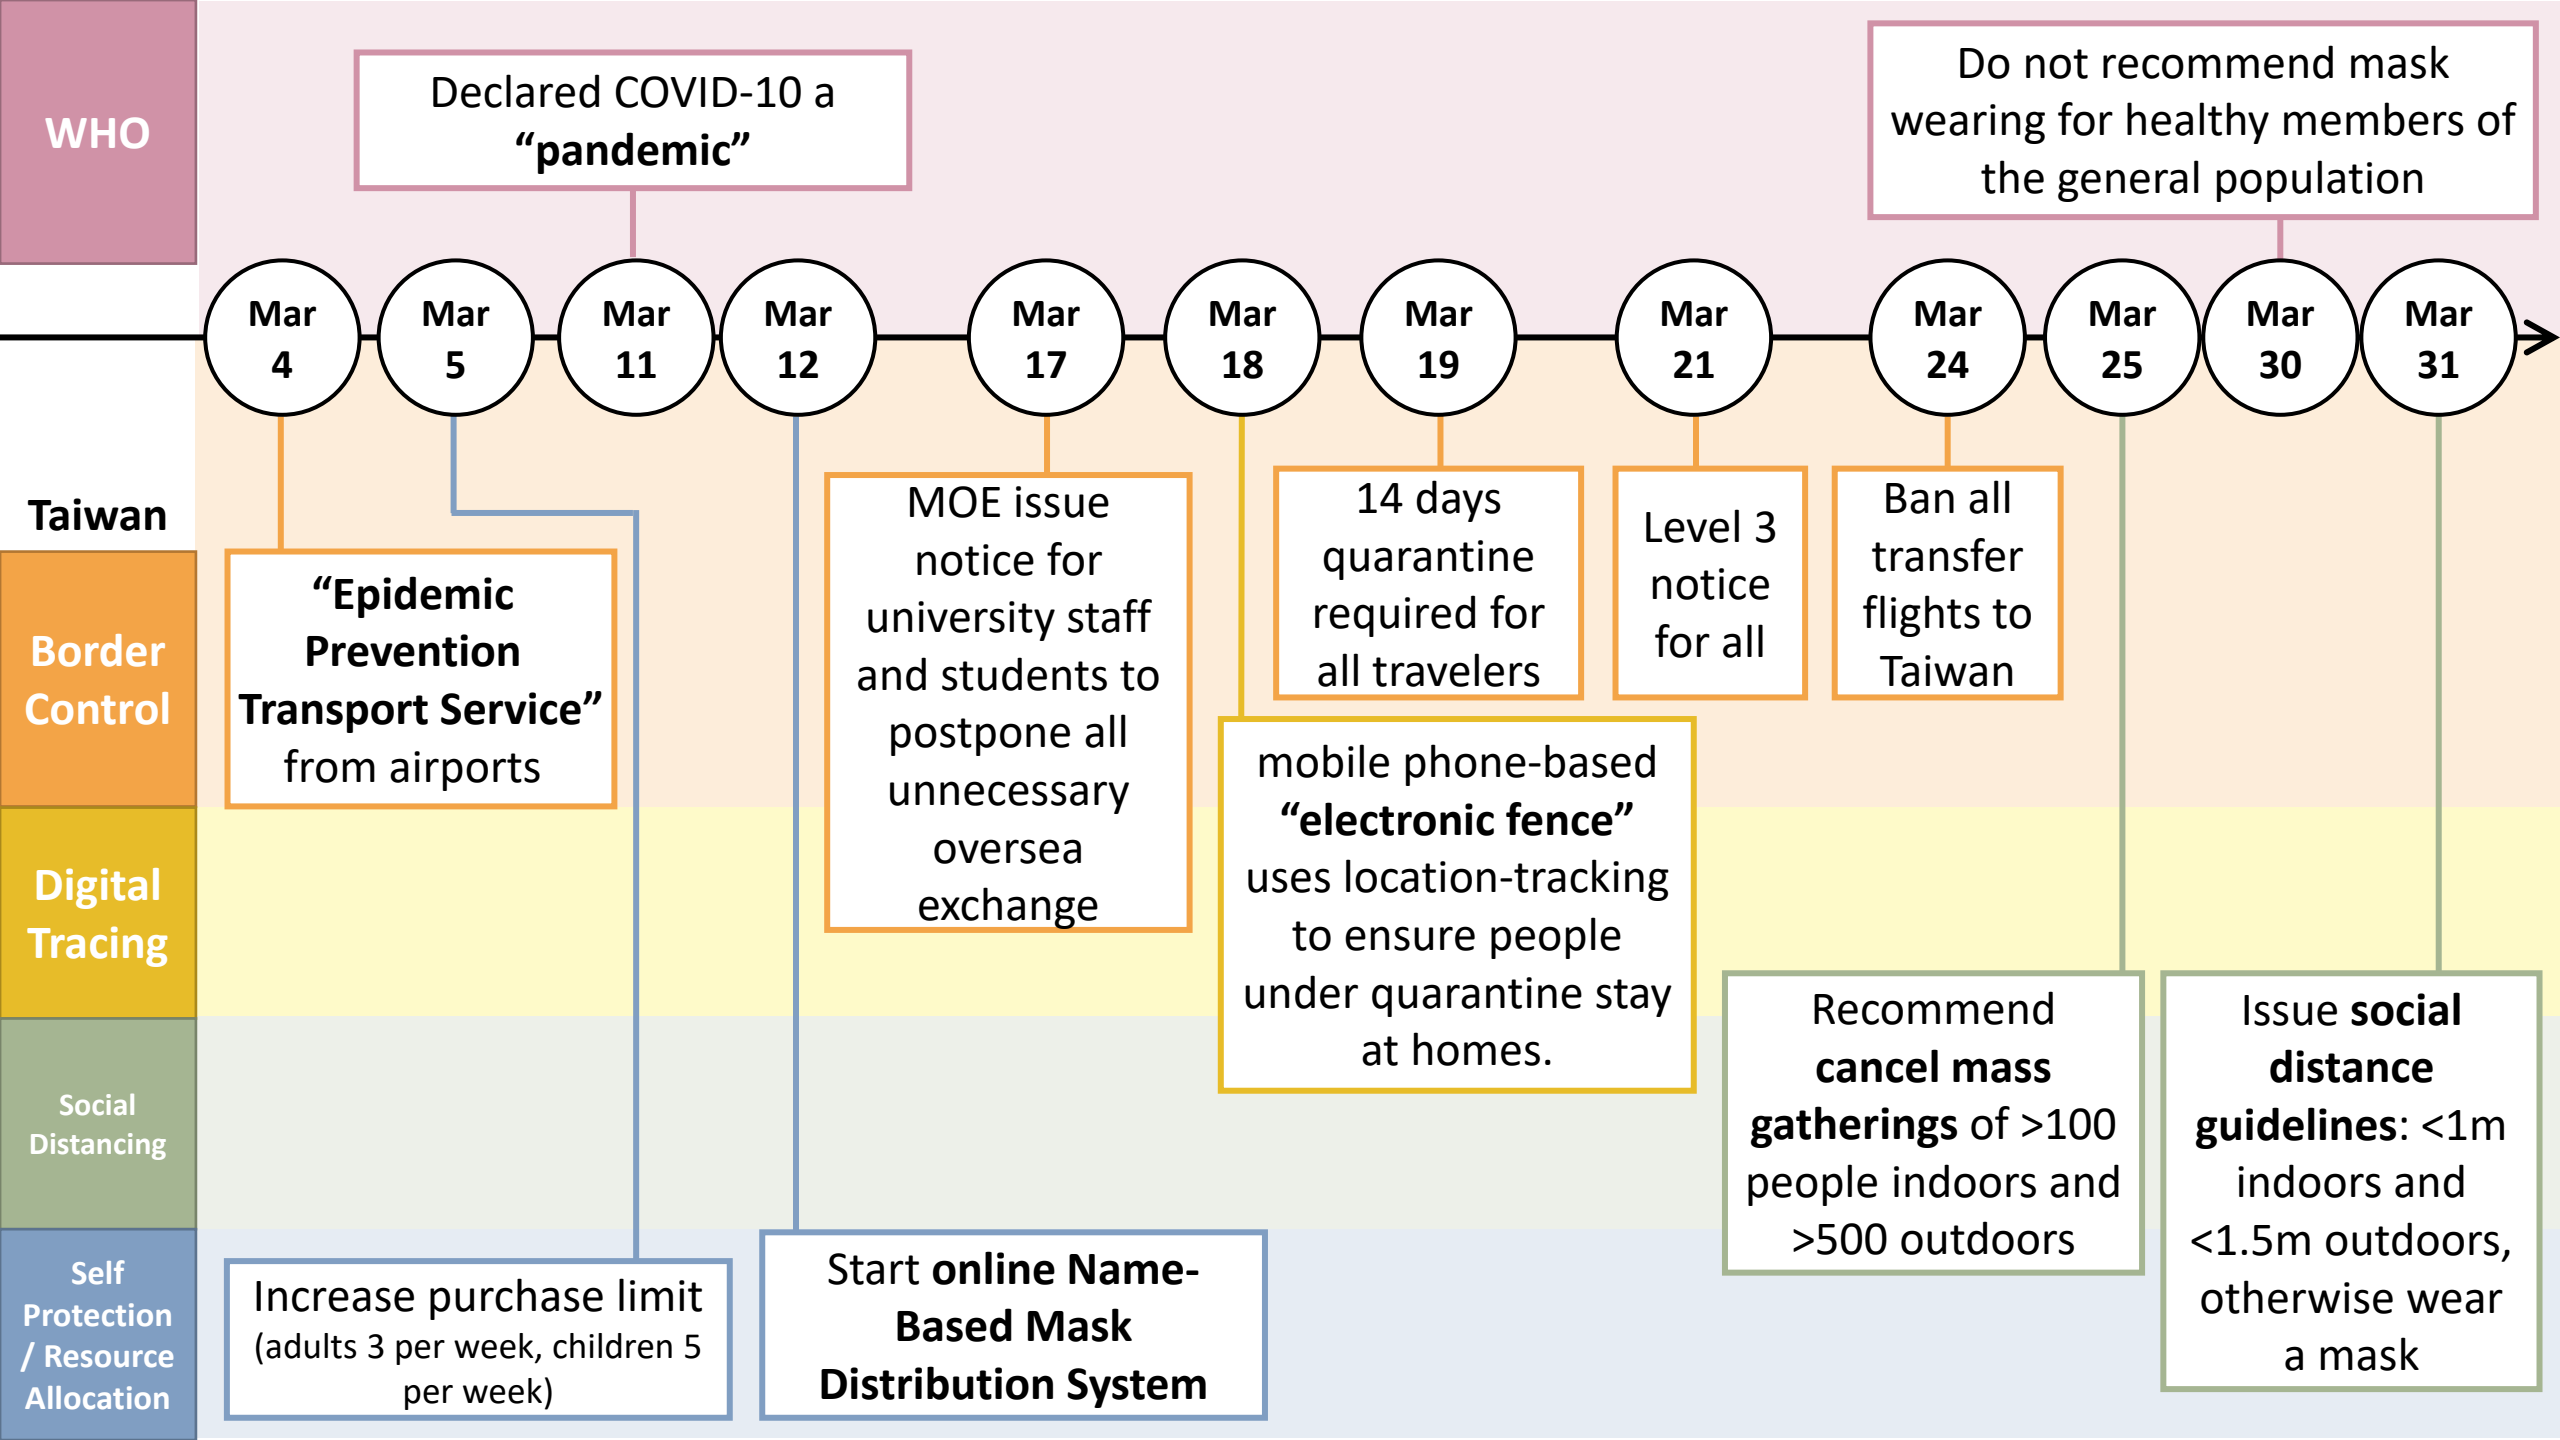 WHO
Declared COVID-10 a
“pandemic”
Do not recommend mask
wearing for healthy members of
the general population
Mar
4
Mar
5
Mar
11
Mar
12
Mar
17
Mar
18
Mar
19
Mar
21
Mar
24
Mar
25
Mar
30
Mar
31
Taiwan
Border
Control
“Epidemic
Prevention
Transport Service”
from airports
MOE issue
notice for
university staff
and students to
postpone all
unnecessary
oversea
exchange
14 days
quarantine
required for
all travelers
Level 3
notice
for all
Ban all
transfer
flights to
Taiwan
Digital
Tracing
mobile phone-based
“electronic fence”
uses location-tracking
to ensure people
under quarantine stay
at homes.
Social
Distancing
Recommend
cancel mass
gatherings of >100
people indoors and
>500 outdoors
Issue social
distance
guidelines: <1m
indoors and
<1.5m outdoors,
otherwise wear
a mask
Self
Protection
/ Resource
Allocation
Increase purchase limit
(adults 3 per week, children 5
per week)
Start online Name-
Based Mask
Distribution System